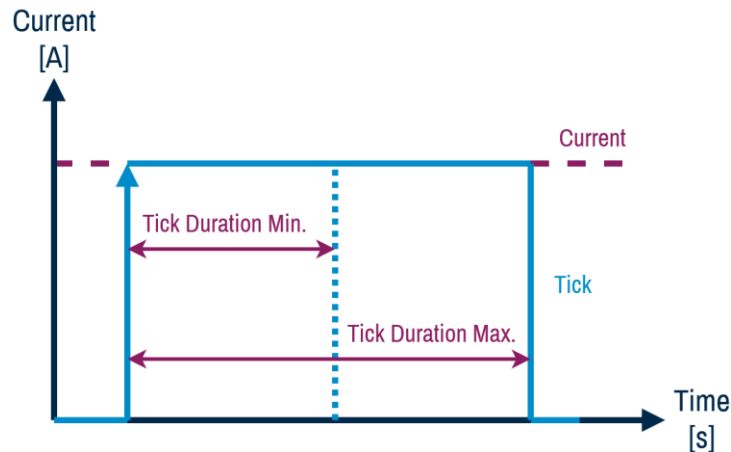 Current
[A]
Current
Tick Duration Min.
Tick
Tick Duration Max.
Time
[s]